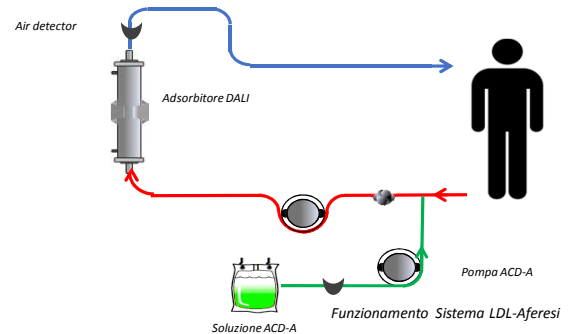 Air detector
Adsorbitore DALI
Pompa ACD-A
Soluzione ACD-A
Funzionamento Sistema LDL-Aferesi